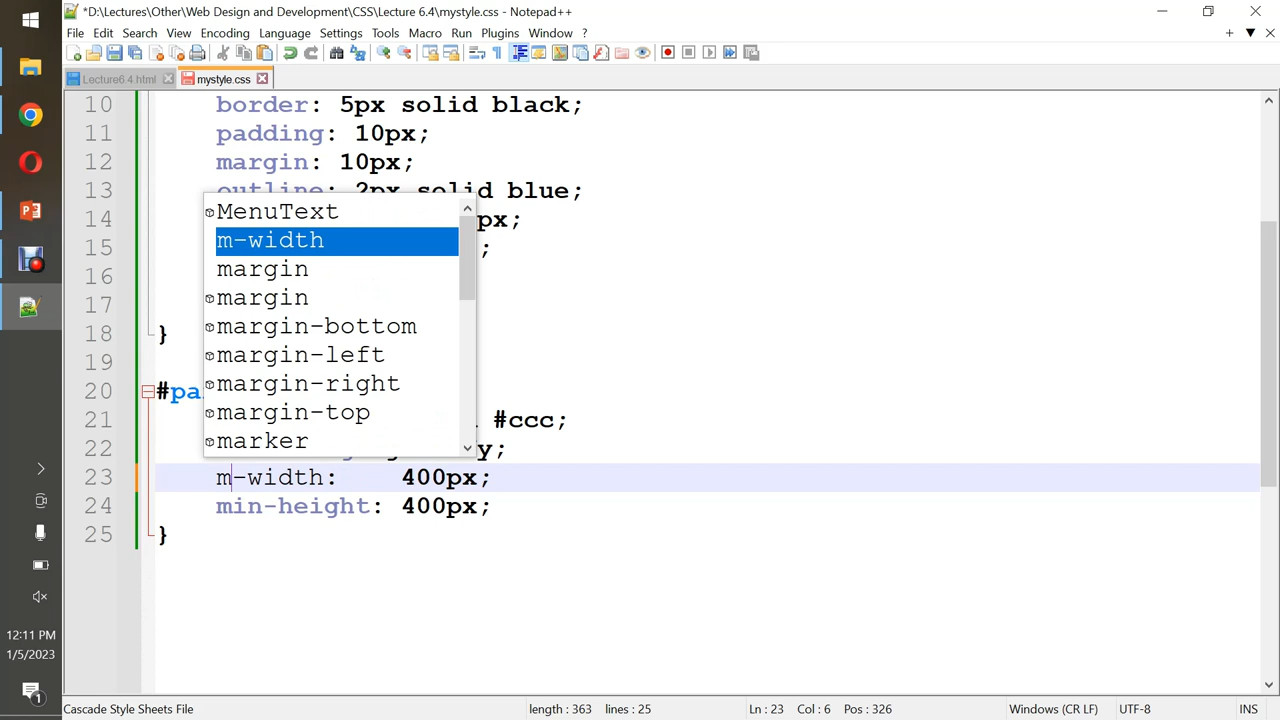 *D:\Lectures\Other\Web Design and Development\CSS\Lecture 6.4\mystyle.css - Notepad++
File Edit Search View Encoding Language Settings Tools Macro Run Plugins Window ?
Lecture6 4 html mystyle.css
10 border: 5px solid black;
11 padding: 10px;
12 margin: 10px;
13 outline: 2px solid blue;
14 px;
15 ;
16
17
18 }
19
20 #pa
21 #ccc;
22 y;
23 m-width: 400px;
24 min-height: 400px;
25 }
MenuText
m-width
margin
margin
margin-bottom
margin-left
margin-right
margin-top
marker
12:11 PM
1/5/2023
1
Cascade Style Sheets File length : 363 lines : 25 Ln : 23 Col : 6 Pos : 326 Windows (CR LF) UTF-8 INS